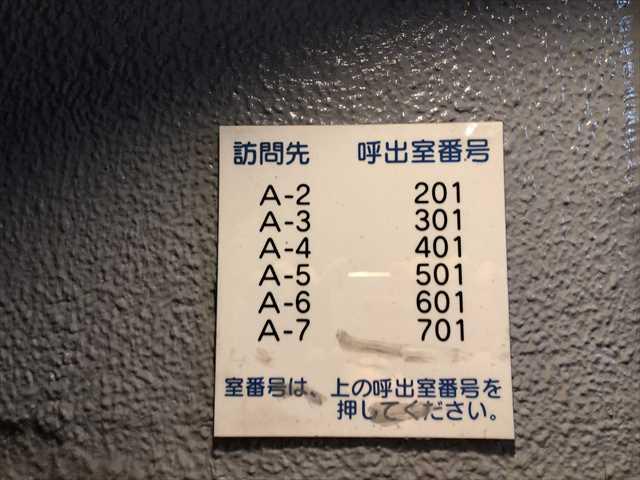 訪問先 呼出室番号
A-2 201
A-3 301
A-4 401
A-5 501
A-6 601
A-7 701
室番号は、上の呼出室番号を
押してください。